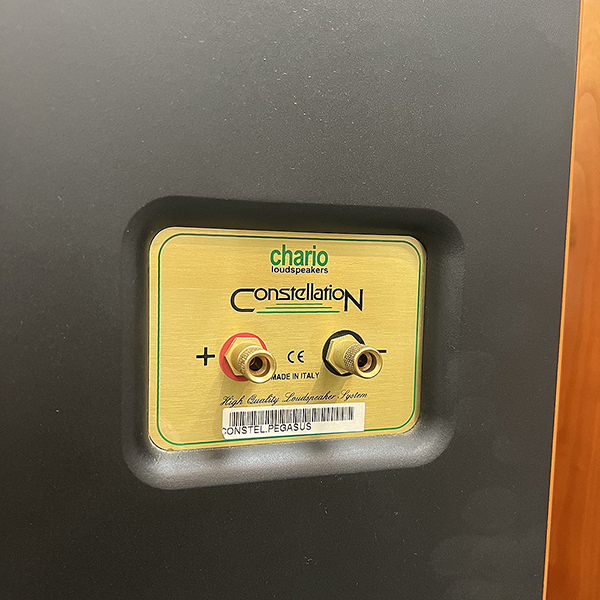 chario
loudspeakers
ConstellatioN
+ CE -
MADE IN ITALY
High Quality Loudspeaker System
CONSTEL.PEGASUS